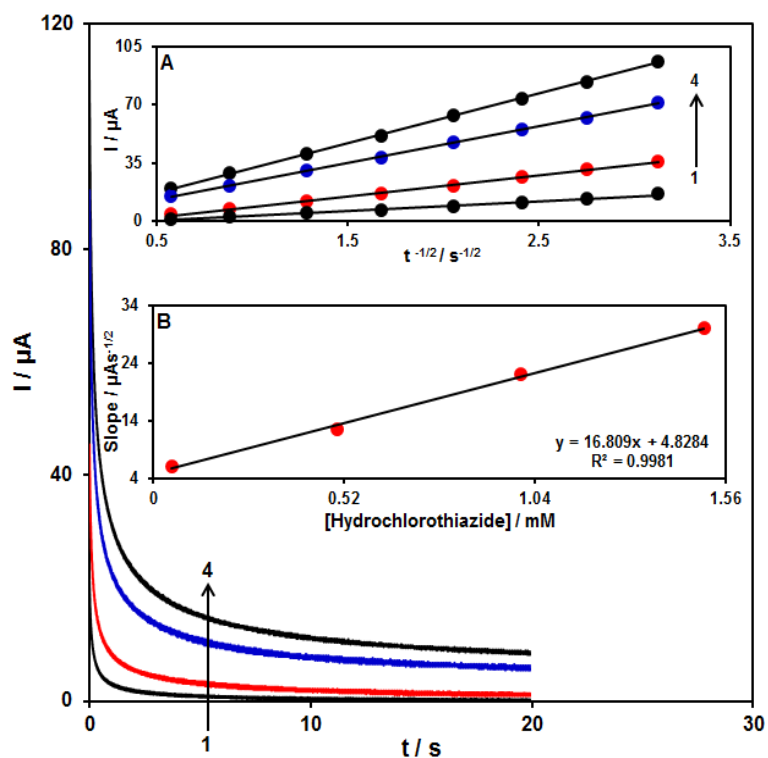 120
80
40
0
I / µA
0
10
20
30
t / s
4
1
A
105
70
35
0
I / µA
0.5
1.5
2.5
3.5
t -1/2 / s-1/2
4
1
B
34
24
14
4
Slope / µAs-1/2
0
0.52
1.04
1.56
[Hydrochlorothiazide] / mM
y = 16.809x + 4.8284
R² = 0.9981